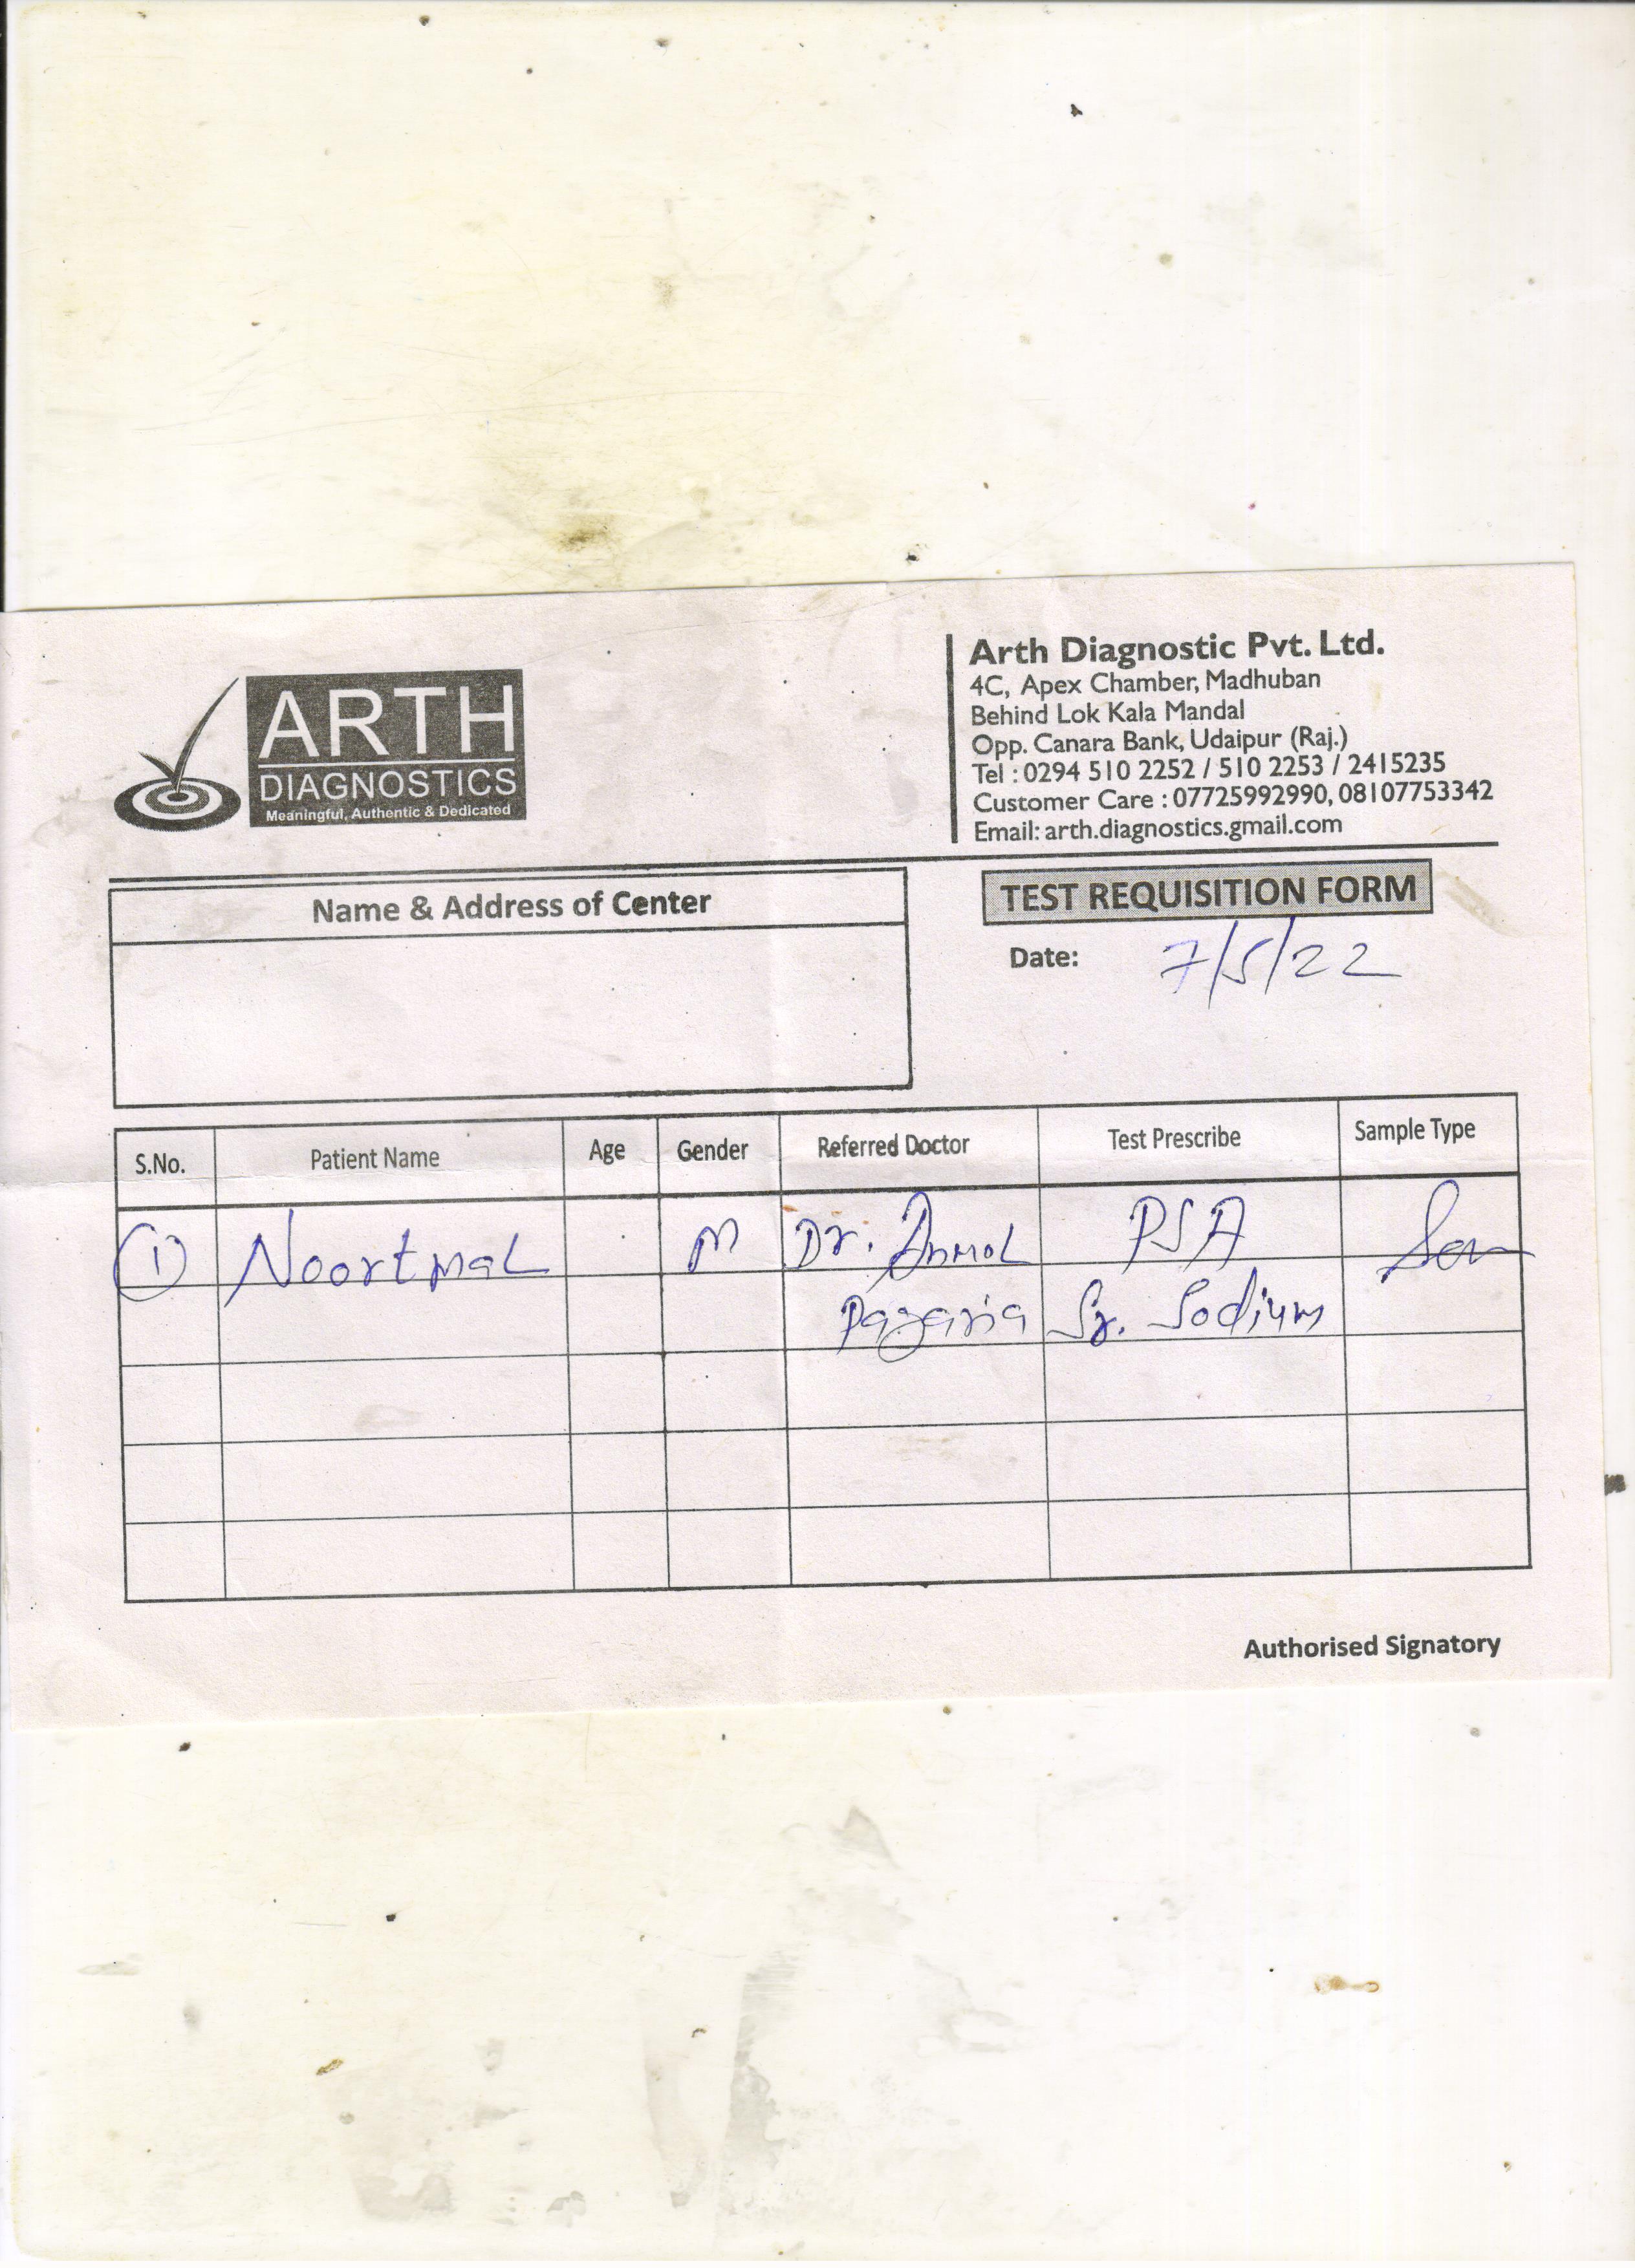 ARTH
DIAGNOSTICS
Meaningful, Authentic & Dedicated
Arth Diagnostic Pvt. Ltd.
4C, Apex Chamber, Madhuban
Behind Lok Kala Mandal
Opp. Canara Bank, Udaipur (Raj.)
Tel : 0294 510 2252 / 510 2253 / 2415235
Customer Care : 07725992990, 08107753342
Email: arth.diagnostics.gmail.com
Name & Address of Center
TEST REQUISITION FORM
Date: 7/5/22
S.No. Patient Name Age Gender Referred Doctor Test Prescribe Sample Type
(1) Noortmal M Dr. Anmol PSA
Pagaria Sr. Sodium
Authorised Signatory